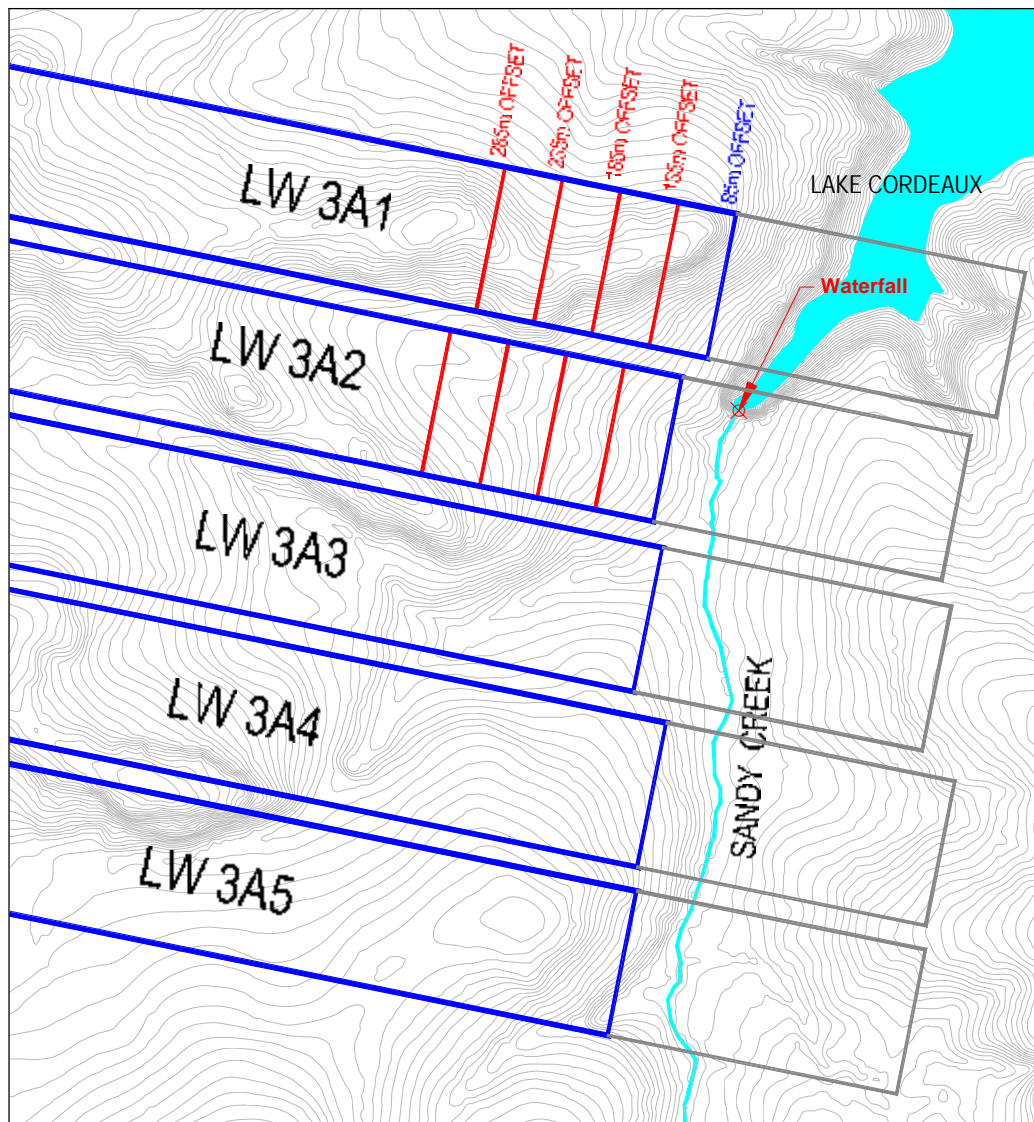 285m OFFSET
235m OFFSET
185m OFFSET
135m OFFSET
85m OFFSET
LAKE CORDEAUX
LW 3A1
Waterfall
LW 3A2
LW 3A3
LW 3A4
SANDY CREEK
LW 3A5